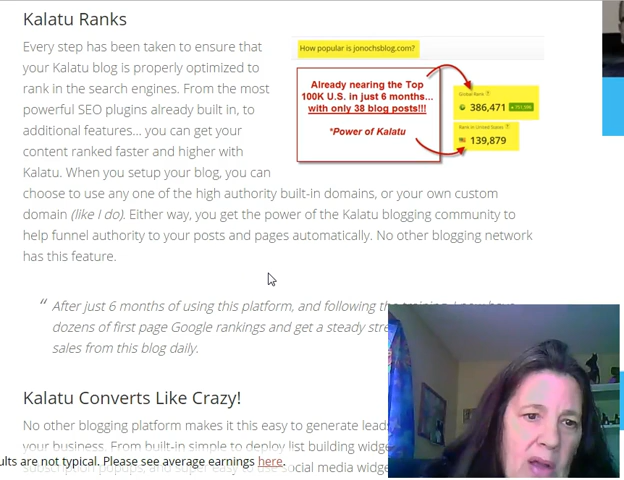 Kalatu Ranks
Every step has been taken to ensure that
your Kalatu blog is properly optimized to
rank in the search engines. From the most
powerful SEO plugins already built in, to
additional features... you can get your
content ranked faster and higher with
Kalatu. When you setup your blog, you can
How popular is jonochsblog.com?
Already nearing the Top
100K U.S. in just 6 months...
with only 38 blog posts!!!
*Power of Kalatu
Global Rank
386,471
Rank in United States
139,879
choose to use any one of the high authority built-in domains, or your own custom
domain (like I do). Either way, you get the power of the Kalatu blogging community to
help funnel authority to your posts and pages automatically. No other blogging network
has this feature.
“ After just 6 months of using this platform, and following the training, I now have
dozens of first page Google rankings and get a steady
sales from this blog daily.
Kalatu Converts Like Crazy!
No other blogging platform makes it this easy to generate leads
your business. From built-in simple to deploy list building
ults are not typical. Please see average earnings here.
social media